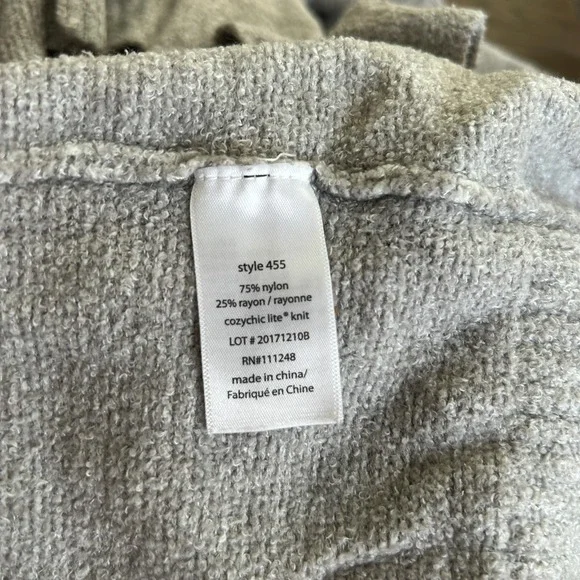 style 455
75% nylon
25% rayon / rayonne
cozychic lite® knit
LOT # 20171210B
RN#111248
made in china/
Fabriqué en Chine